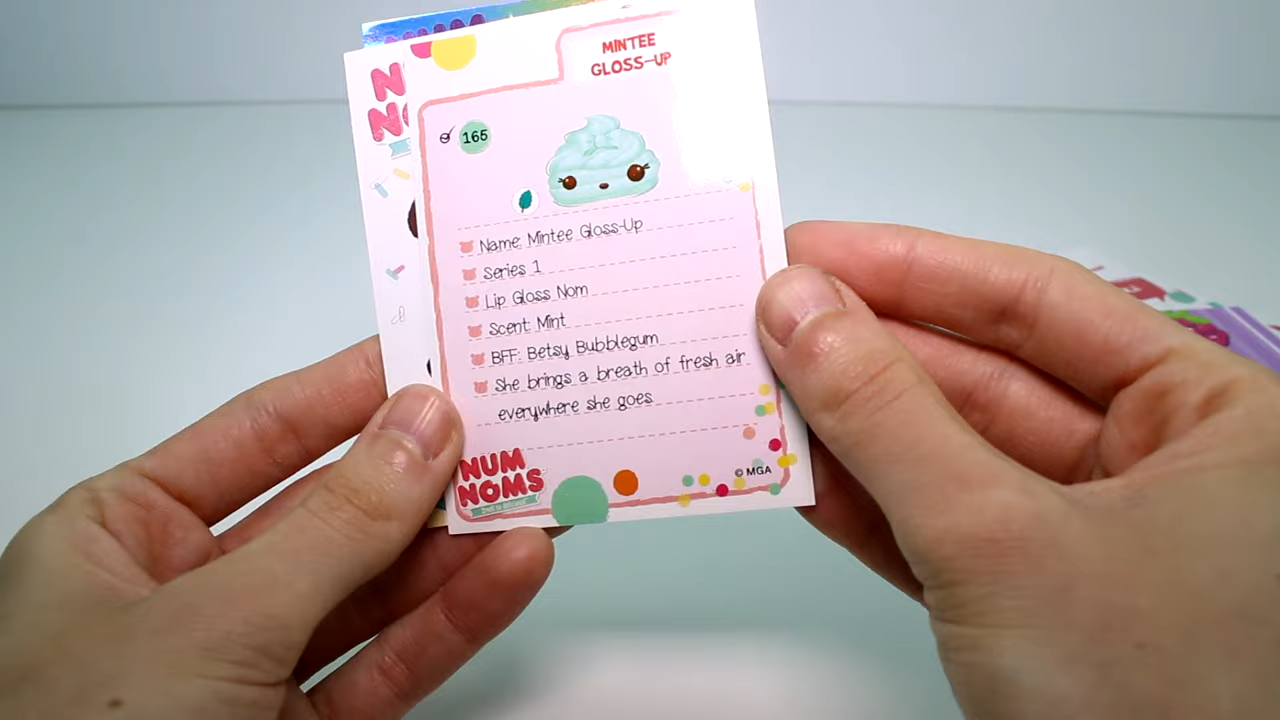 MINTEE
GLOSS-UP
165
Name: Mintee Gloss-Up
Series 1
Lip Gloss Nom
Scent: Mint
BFF: Betsy Bubblegum
She brings a breath of fresh air
everywhere she goes
NUM
NOMS
© MGA